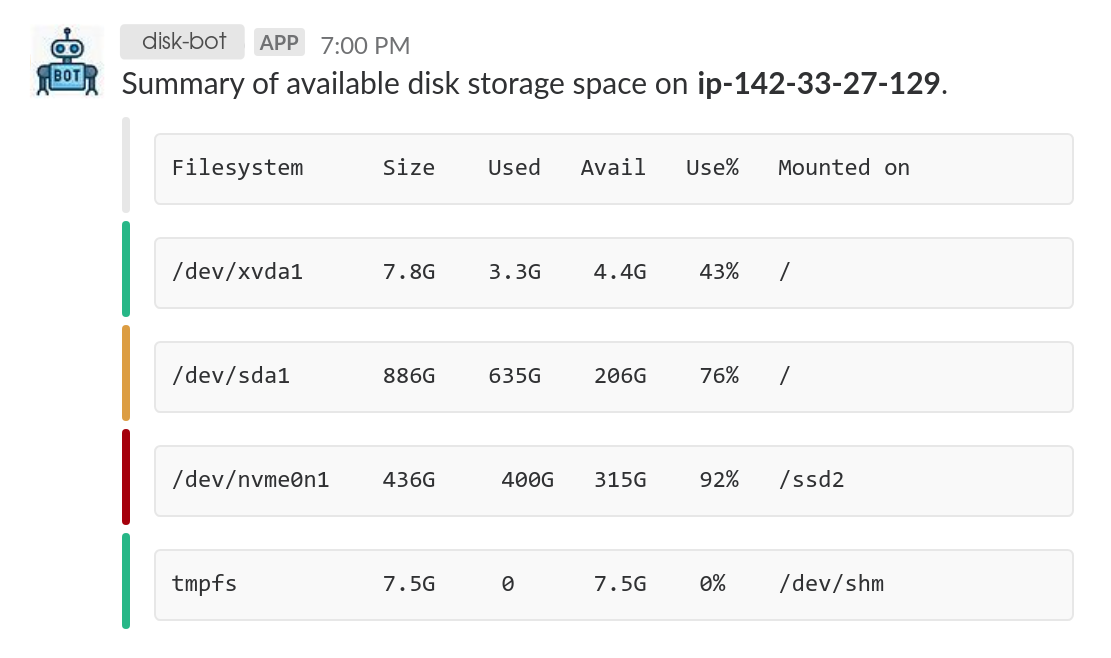 disk-bot APP 7:00 PM
BOT
Summary of available disk storage space on ip-142-33-27-129.
Filesystem Size Used Avail Use% Mounted on
/dev/xvda1 7.8G 3.3G 4.4G 43% /
/dev/sda1 886G 635G 206G 76% /
/dev/nvme0n1 436G 400G 315G 92% /ssd2
tmpfs 7.5G 0 7.5G 0% /dev/shm